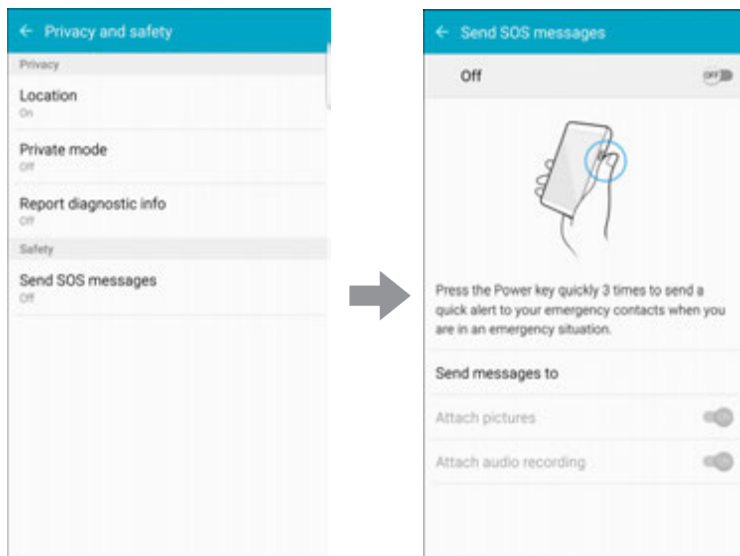 Privacy and safety
Privacy
Location
On
Private mode
Off
Report diagnostic info
Off
Safety
Send SOS messages
Off
Send SOS messages
Off
OFF
Press the Power key quickly 3 times to send a
quick alert to your emergency contacts when you
are in an emergency situation.
Send messages to
Attach pictures
Attach audio recording